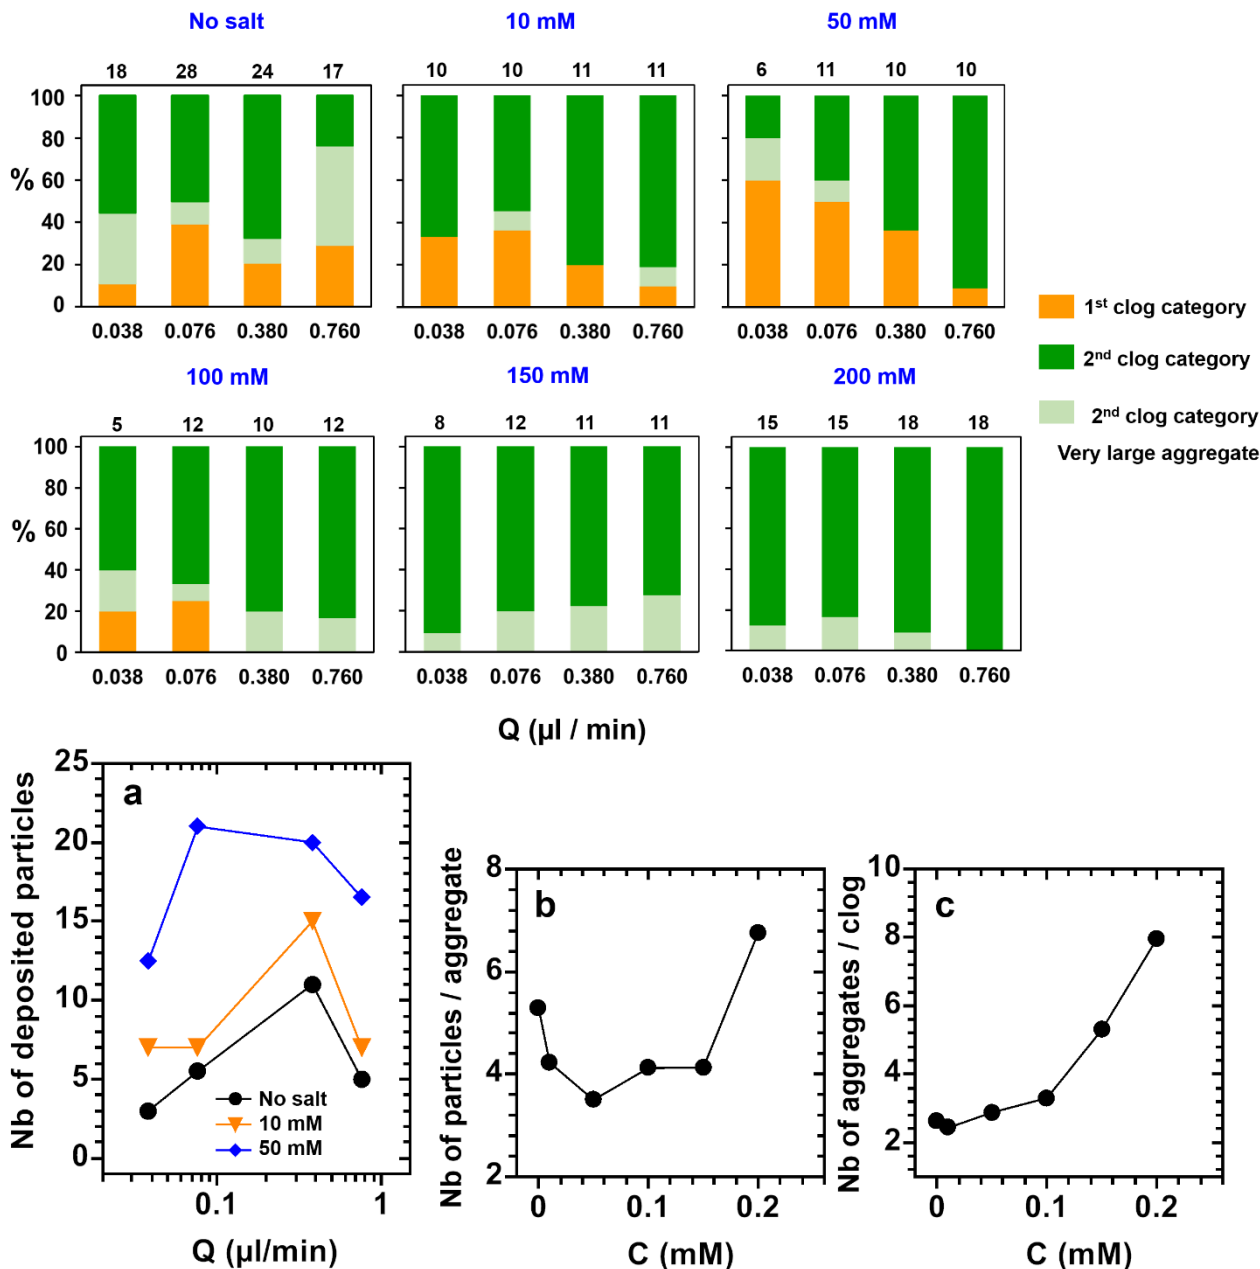 No salt 10 mM 50 mM
18 28 24 17 10 10 11 11 6 11 10 10
100
80
%
60
40
20
0
0.038 0.076 0.380 0.760 0.038 0.076 0.380 0.760 0.038 0.076 0.380 0.760
1st clog category
2nd clog category
2nd clog category
Very large aggregate
100 mM 150 mM 200 mM
5 12 10 12 8 12 11 11 15 15 18 18
100
80
%
60
40
20
0
0.038 0.076 0.380 0.760 0.038 0.076 0.380 0.760 0.038 0.076 0.380 0.760
Q (µl / min)
a
Nb of deposited particles
25
20
15
10
5
0
No salt
10 mM
50 mM
0.1 1
Q (µl/min)
b
Nb of particles / aggregate
8
6
4
2
0 0.1 0.2
C (mM)
c
Nb of aggregates / clog
10
8
6
4
2
0 0.1 0.2
C (mM)